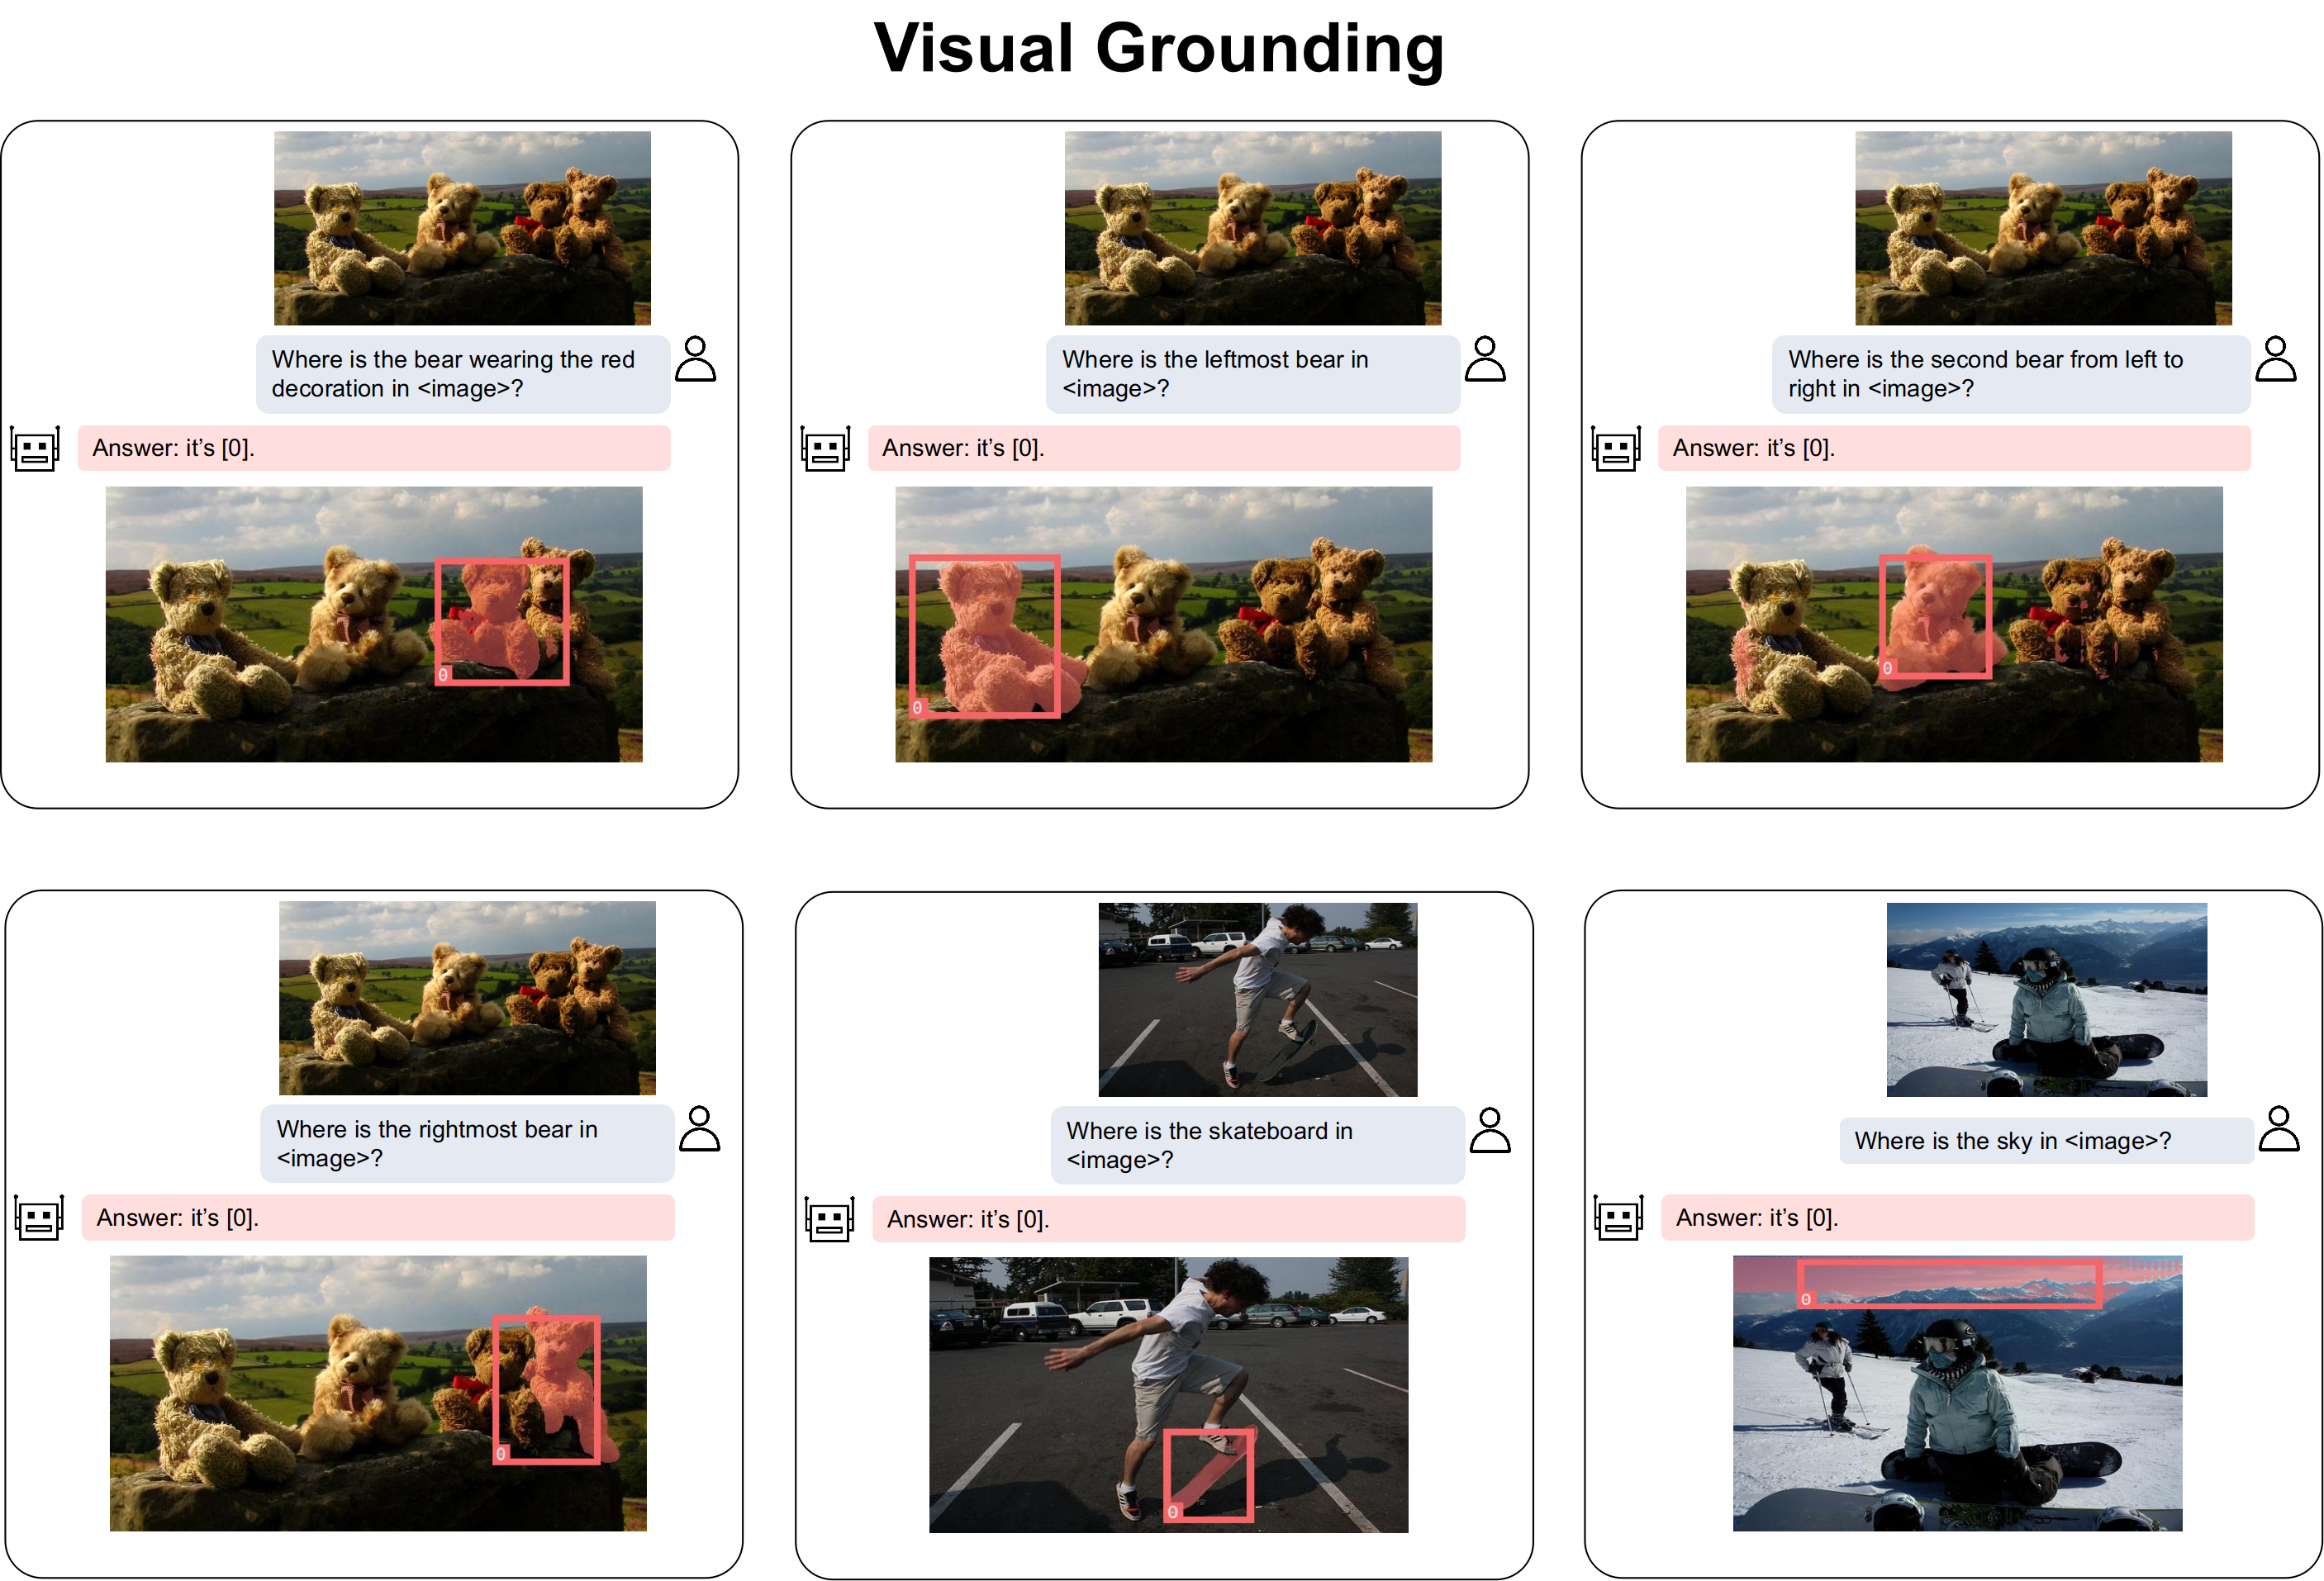 Visual Grounding
Where is the bear wearing the red
decoration in <image>?
Answer: it’s [0].
0
Where is the leftmost bear in
<image>?
Answer: it’s [0].
0
Where is the second bear from left to
right in <image>?
Answer: it’s [0].
0
Where is the rightmost bear in
<image>?
Answer: it’s [0].
0
Where is the skateboard in
<image>?
Answer: it’s [0].
0
Where is the sky in <image>?
Answer: it’s [0].
0